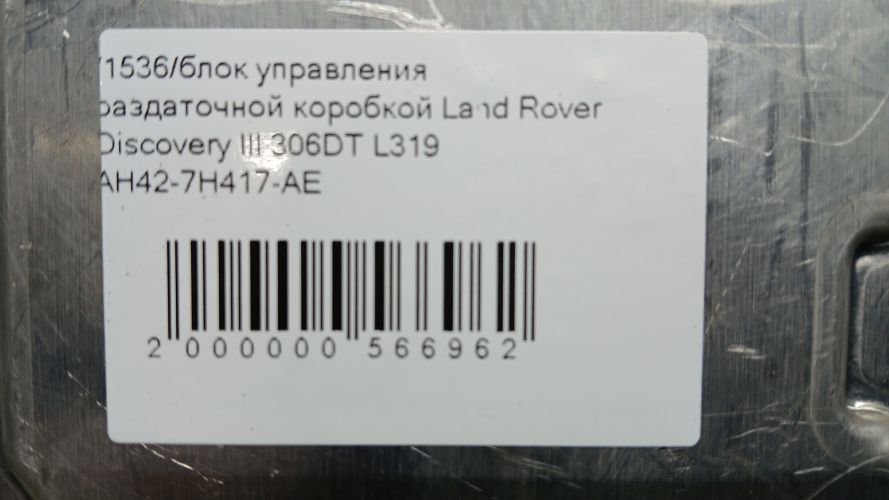 /1536/блок управления
раздаточной коробкой Land Rover
Discovery III 306DT L319
AH42-7H417-AE
2 000000 566962